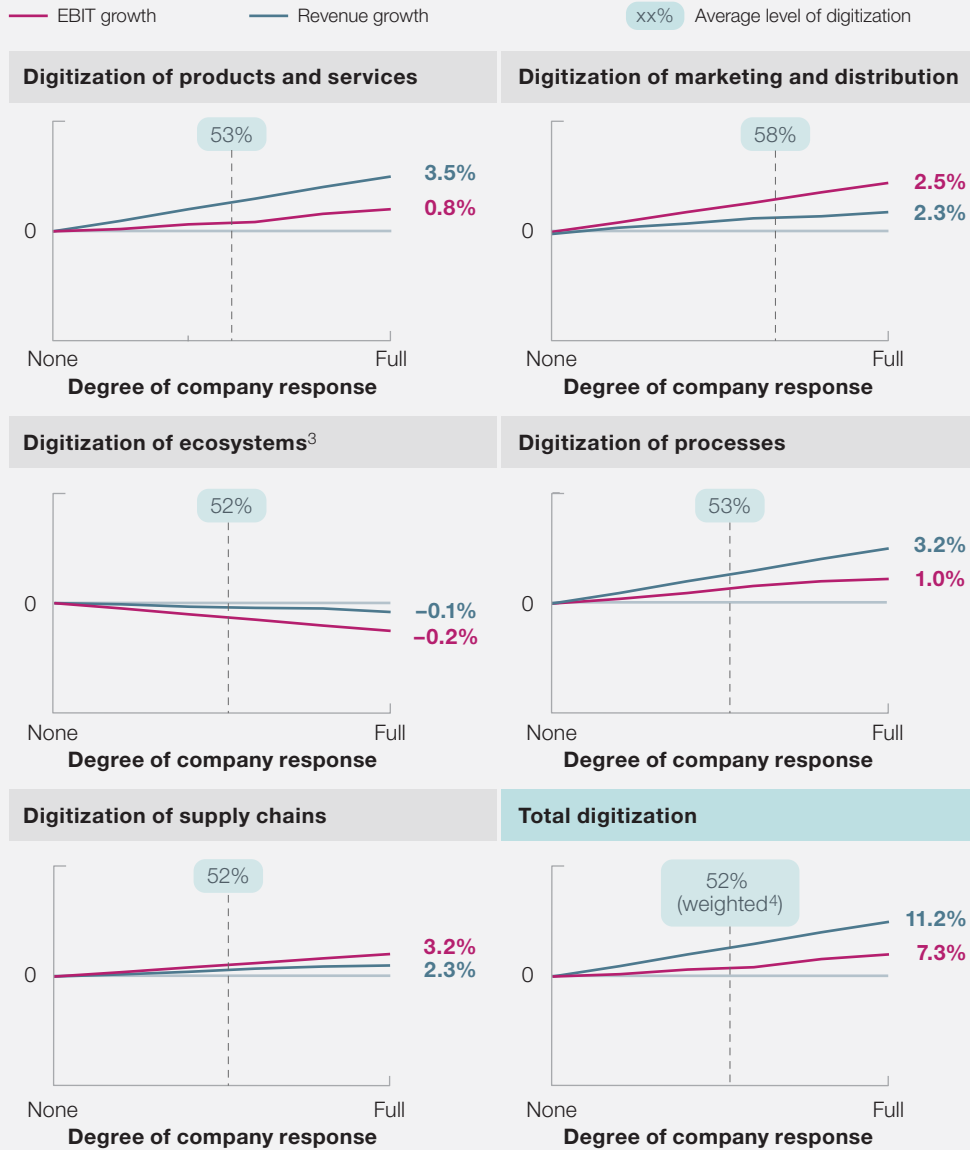 EBIT growth
Revenue growth
xx% Average level of digitization
Digitization of products and services
53%
3.5%
0.8%
0
None Full
Degree of company response
Digitization of marketing and distribution
58%
2.5%
2.3%
0
None Full
Degree of company response
Digitization of ecosystems³
52%
0
–0.1%
–0.2%
None Full
Degree of company response
Digitization of processes
53%
3.2%
1.0%
0
None Full
Degree of company response
Digitization of supply chains
52%
3.2%
2.3%
0
None Full
Degree of company response
Total digitization
52%
(weighted⁴)
11.2%
7.3%
0
None Full
Degree of company response